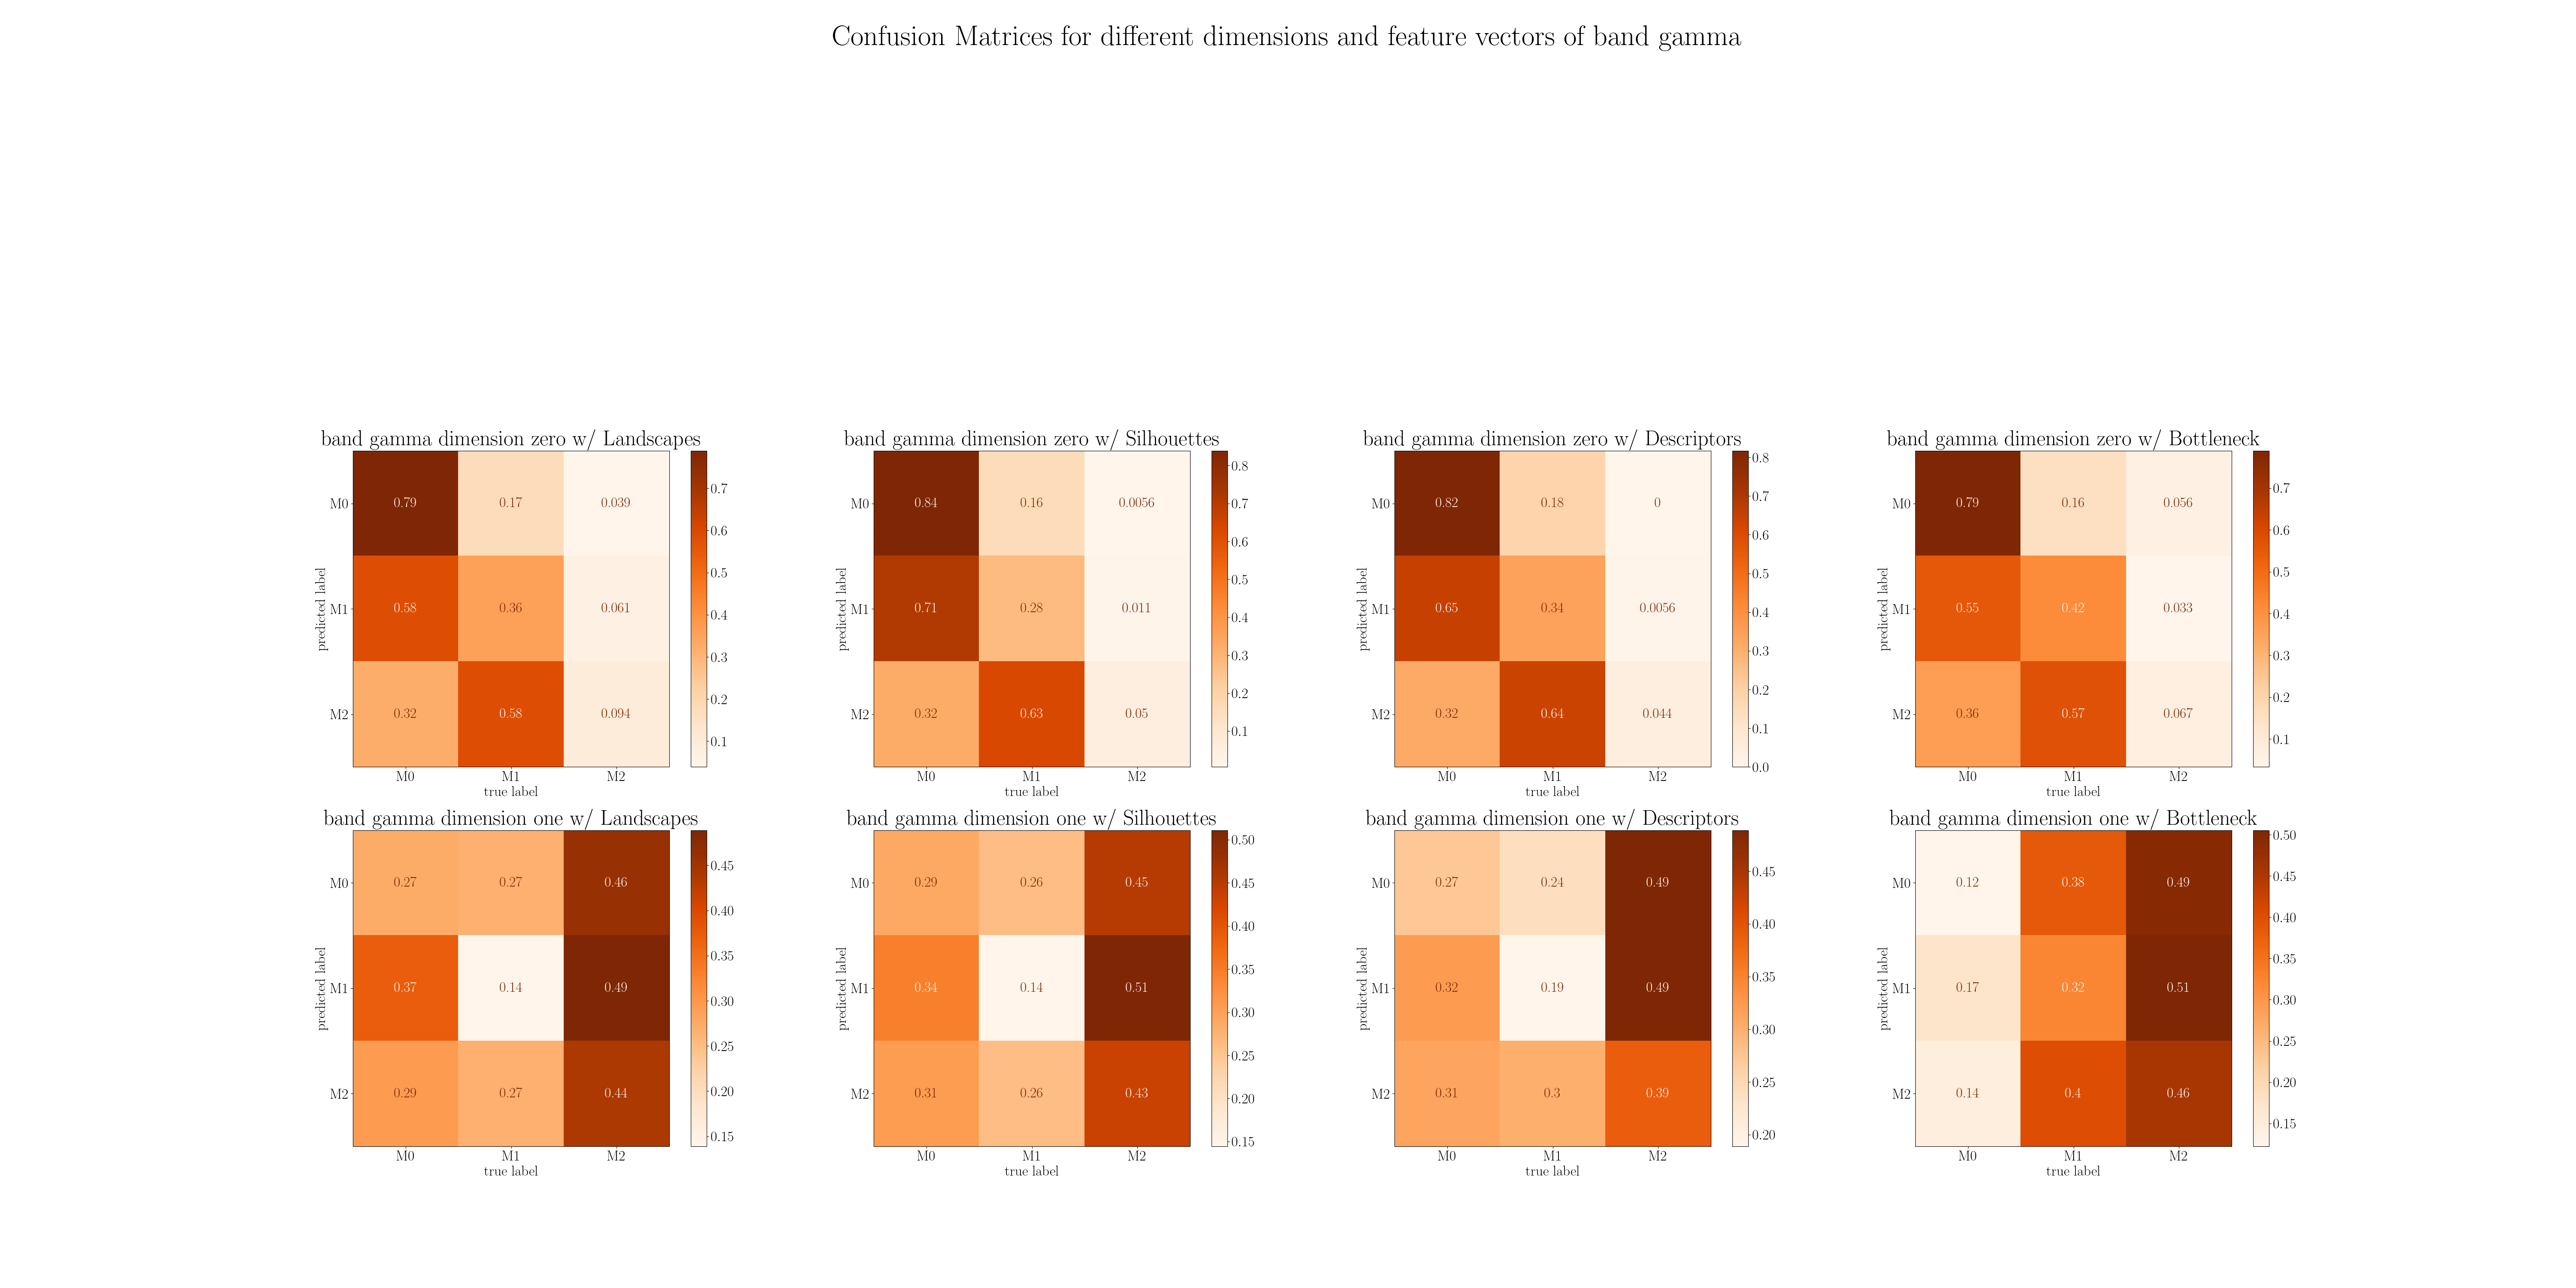 Confusion Matrices for different dimensions and feature vectors of band gamma
band gamma dimension zero w/ Landscapes
0.7
0.6
0.5
0.4
0.3
0.2
0.1
predicted label
M0 0.79 0.17 0.039
M1 0.58 0.36 0.061
M2 0.32 0.58 0.094
M0 M1 M2
true label
band gamma dimension zero w/ Silhouettes
0.8
0.7
0.6
0.5
0.4
0.3
0.2
0.1
predicted label
M0 0.84 0.16 0.0056
M1 0.71 0.28 0.011
M2 0.32 0.63 0.05
M0 M1 M2
true label
band gamma dimension zero w/ Descriptors
0.8
0.7
0.6
0.5
0.4
0.3
0.2
0.1
0.0
predicted label
M0 0.82 0.18 0
M1 0.65 0.34 0.0056
M2 0.32 0.64 0.044
M0 M1 M2
true label
band gamma dimension zero w/ Bottleneck
0.7
0.6
0.5
0.4
0.3
0.2
0.1
predicted label
M0 0.79 0.16 0.056
M1 0.55 0.42 0.033
M2 0.36 0.57 0.067
M0 M1 M2
true label
band gamma dimension one w/ Landscapes
0.45
0.40
0.35
0.30
0.25
0.20
0.15
predicted label
M0 0.27 0.27 0.46
M1 0.37 0.14 0.49
M2 0.29 0.27 0.44
M0 M1 M2
true label
band gamma dimension one w/ Silhouettes
0.50
0.45
0.40
0.35
0.30
0.25
0.20
0.15
predicted label
M0 0.29 0.26 0.45
M1 0.34 0.14 0.51
M2 0.31 0.26 0.43
M0 M1 M2
true label
band gamma dimension one w/ Descriptors
0.45
0.40
0.35
0.30
0.25
0.20
predicted label
M0 0.27 0.24 0.49
M1 0.32 0.19 0.49
M2 0.31 0.3 0.39
M0 M1 M2
true label
band gamma dimension one w/ Bottleneck
0.50
0.45
0.40
0.35
0.30
0.25
0.20
0.15
predicted label
M0 0.12 0.38 0.49
M1 0.17 0.32 0.51
M2 0.14 0.4 0.46
M0 M1 M2
true label